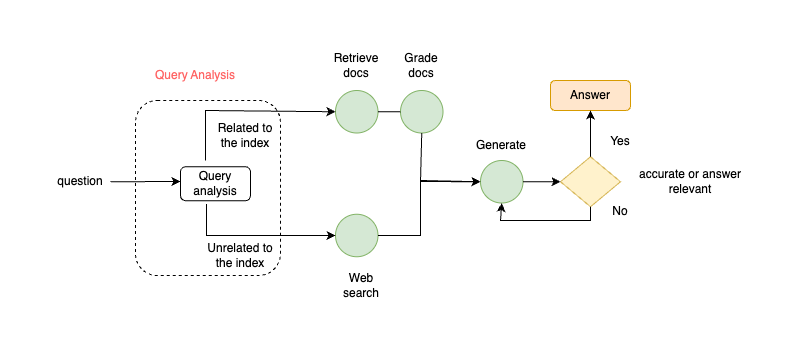 Query Analysis
Retrieve
docs
Grade
docs
Answer
Related to
the index
Generate
Yes
question
Query
analysis
accurate or answer
relevant
No
Unrelated to
the index
Web
search